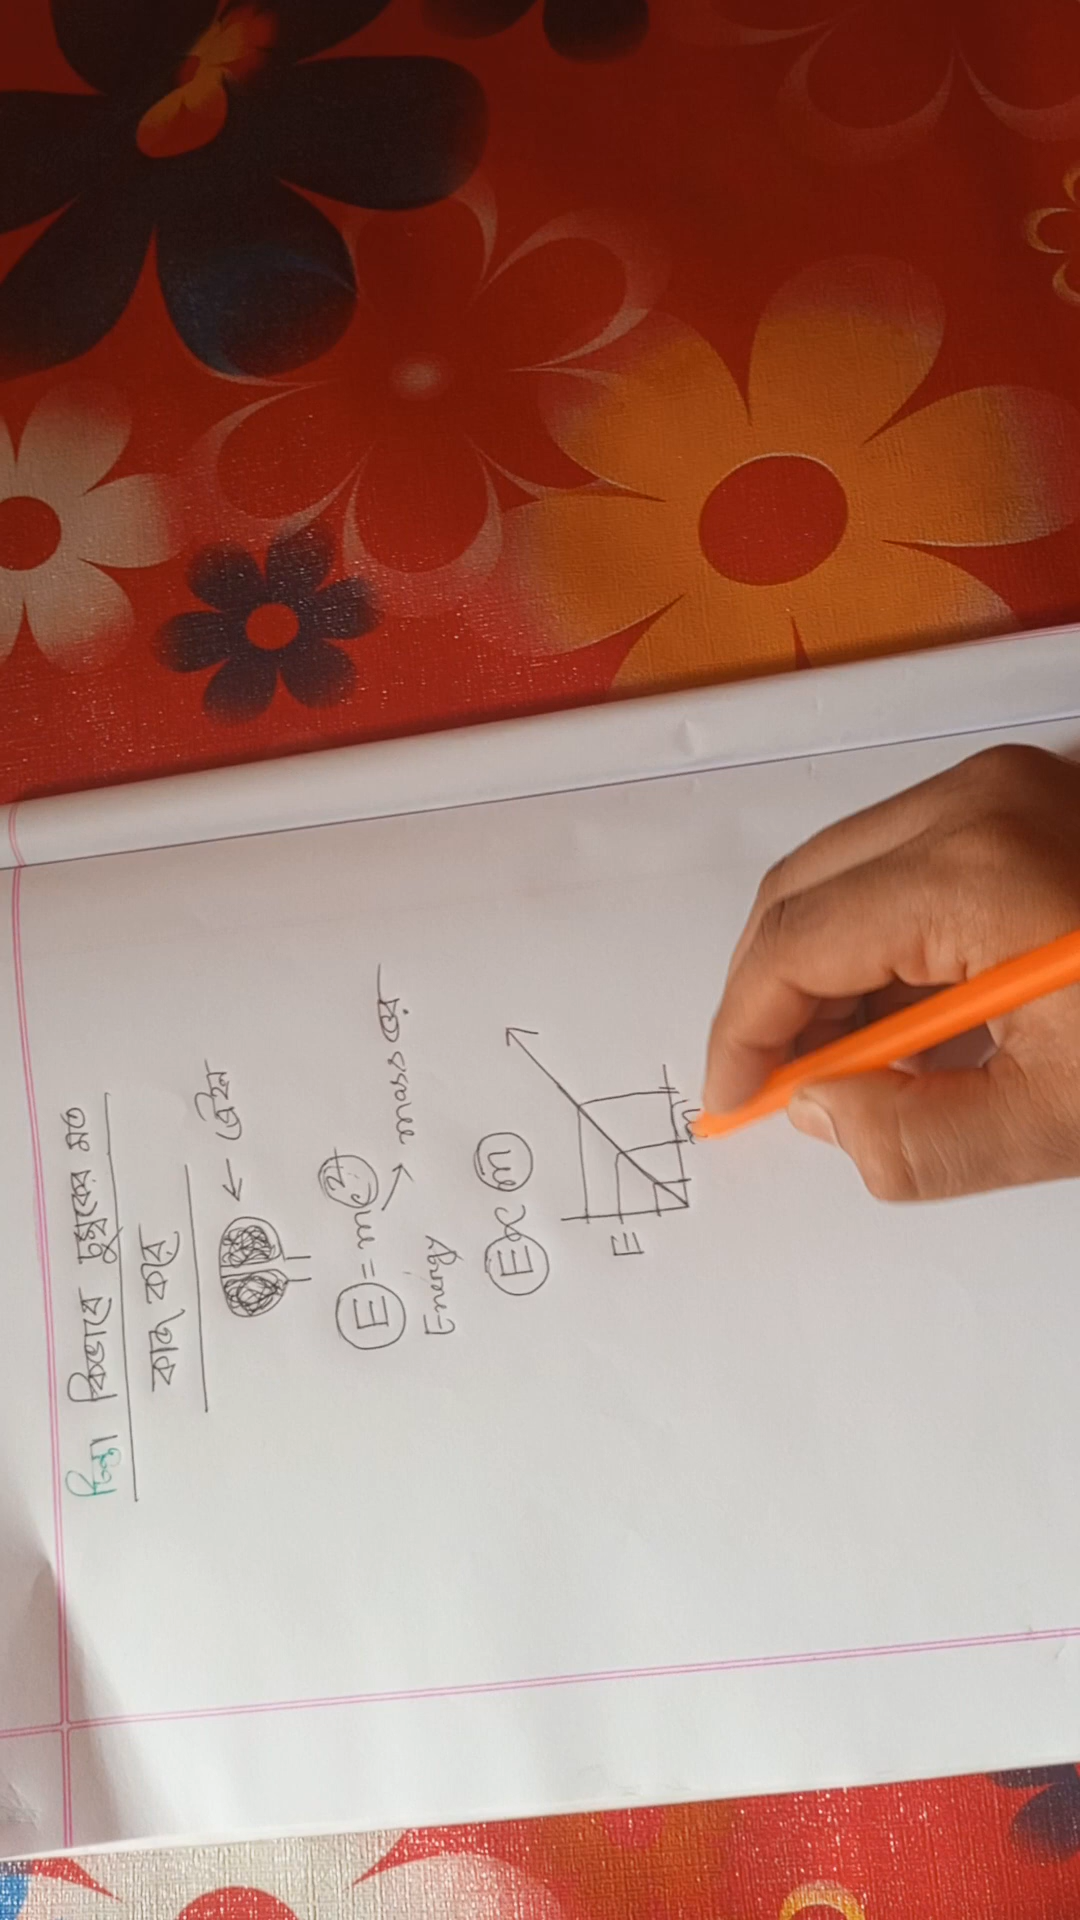 চিন্তা কিভাবে চুম্বকের মত
কাজ করে
← ব্রেইন
E = mc²
Energy → mass
E ∝ m
E
m